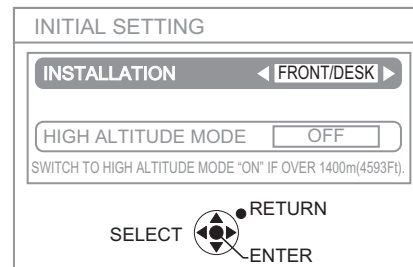 INITIAL SETTING
INSTALLATION FRONT/DESK
HIGH ALTITUDE MODE OFF
SWITCH TO HIGH ALTITUDE MODE “ON” IF OVER 1400m(4593Ft).
RETURN
SELECT
ENTER